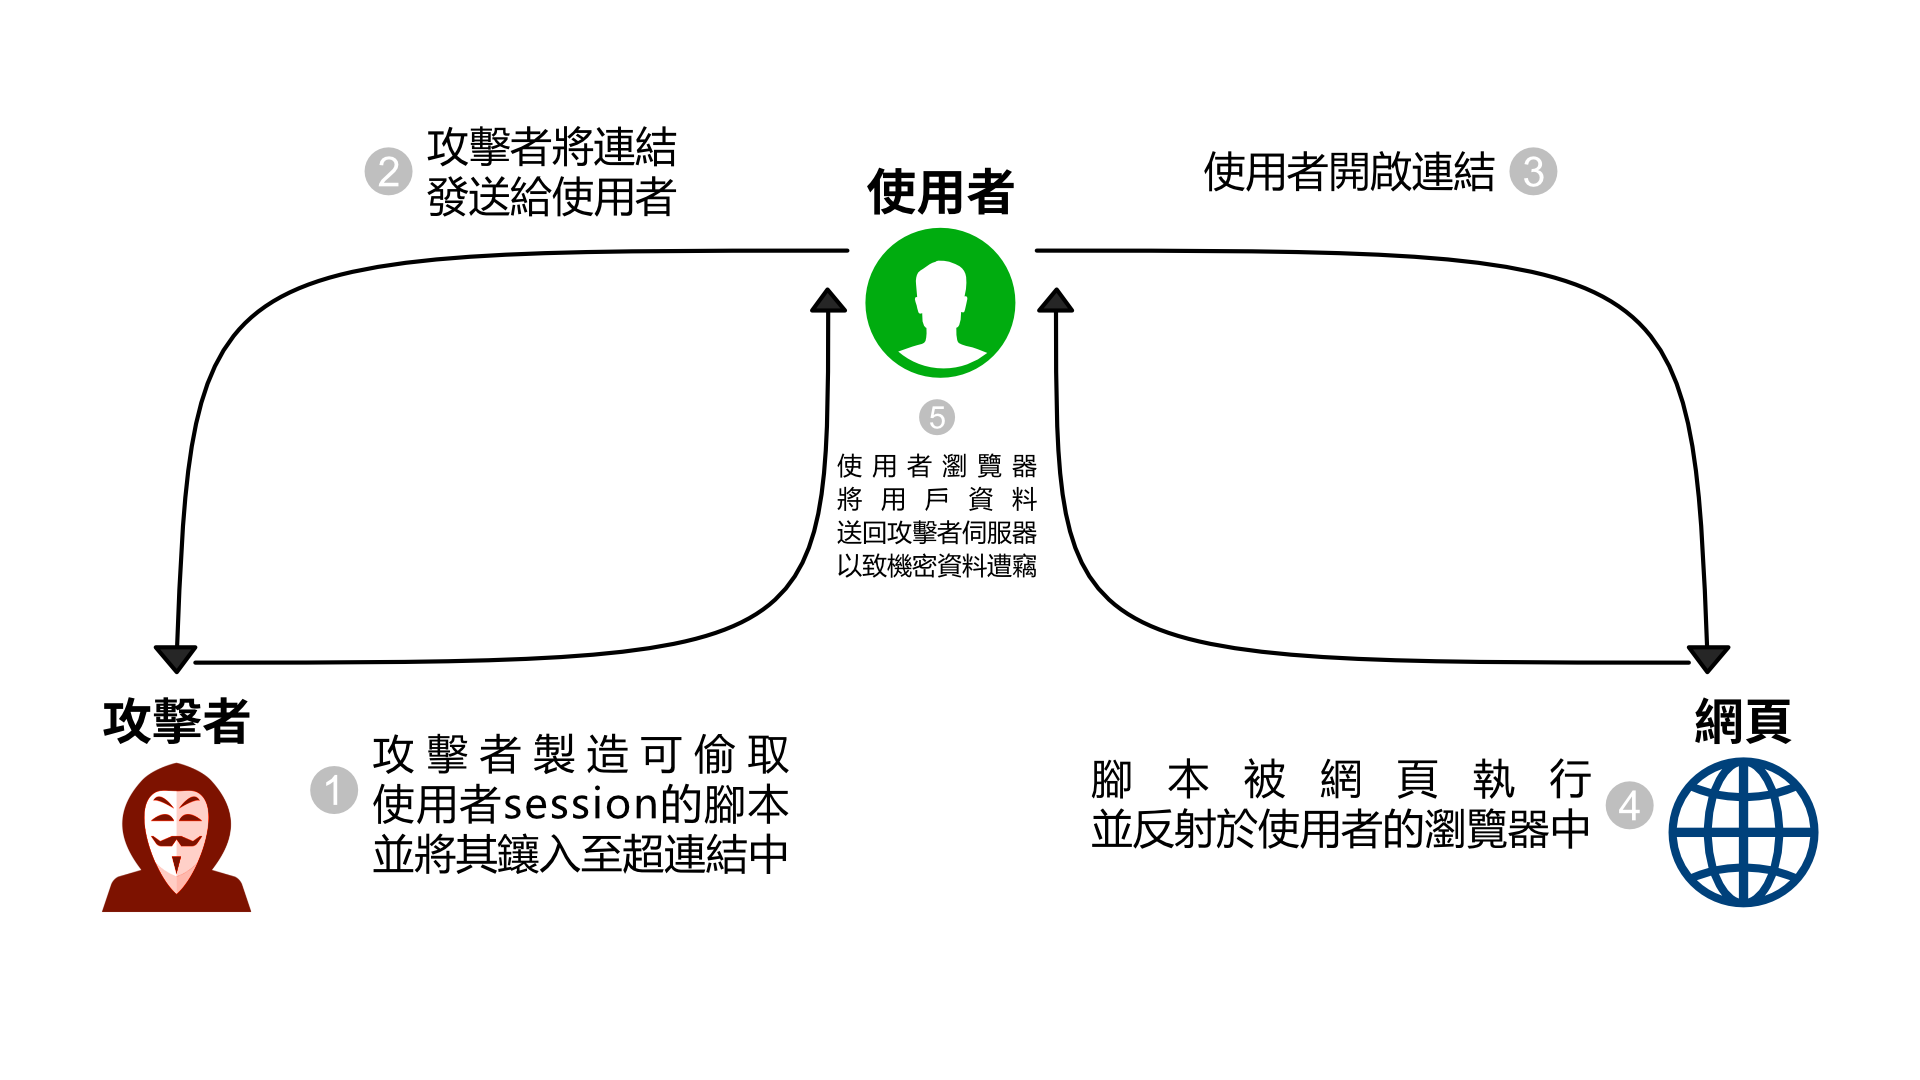 2
攻擊者將連結
發送給使用者
使用者
使用者開啟連結
3
5
使用者瀏覽器
將用戶資料
送回攻擊者伺服器
以致機密資料遭竊
攻擊者
1
攻擊者製造可偷取
使用者session的腳本
並將其鑲入至超連結中
網頁
腳本被網頁執行
並反射於使用者的瀏覽器中
4